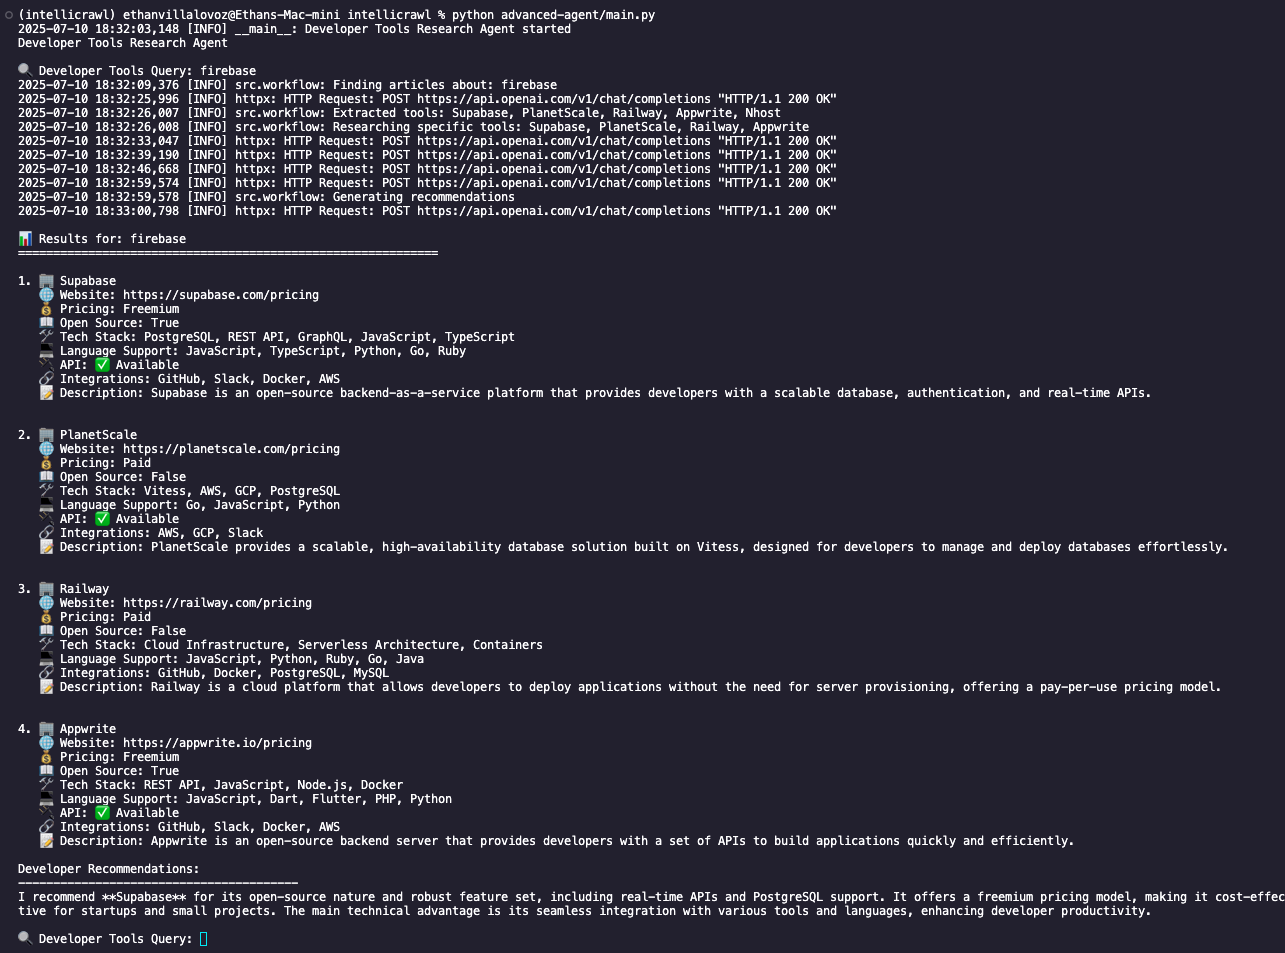 (intellicrawl) ethanvillalovoz@Ethans-Mac-mini intellicrawl % python advanced-agent/main.py
2025-07-10 18:32:03,148 [INFO] __main__: Developer Tools Research Agent started
Developer Tools Research Agent
🔍 Developer Tools Query: firebase
2025-07-10 18:32:09,376 [INFO] src.workflow: Finding articles about: firebase
2025-07-10 18:32:25,996 [INFO] httpx: HTTP Request: POST https://api.openai.com/v1/chat/completions "HTTP/1.1 200 OK"
2025-07-10 18:32:26,007 [INFO] src.workflow: Extracted tools: Supabase, PlanetScale, Railway, Appwrite, Nhost
2025-07-10 18:32:26,008 [INFO] src.workflow: Researching specific tools: Supabase, PlanetScale, Railway, Appwrite
2025-07-10 18:32:33,047 [INFO] httpx: HTTP Request: POST https://api.openai.com/v1/chat/completions "HTTP/1.1 200 OK"
2025-07-10 18:32:39,190 [INFO] httpx: HTTP Request: POST https://api.openai.com/v1/chat/completions "HTTP/1.1 200 OK"
2025-07-10 18:32:46,668 [INFO] httpx: HTTP Request: POST https://api.openai.com/v1/chat/completions "HTTP/1.1 200 OK"
2025-07-10 18:32:59,574 [INFO] httpx: HTTP Request: POST https://api.openai.com/v1/chat/completions "HTTP/1.1 200 OK"
2025-07-10 18:32:59,578 [INFO] src.workflow: Generating recommendations
2025-07-10 18:33:00,798 [INFO] httpx: HTTP Request: POST https://api.openai.com/v1/chat/completions "HTTP/1.1 200 OK"
📊 Results for: firebase
============================================================
1. 🏢 Supabase
🌐 Website: https://supabase.com/pricing
💰 Pricing: Freemium
📖 Open Source: True
🛠️ Tech Stack: PostgreSQL, REST API, GraphQL, JavaScript, TypeScript
💻 Language Support: JavaScript, TypeScript, Python, Go, Ruby
🔌 API: ✅ Available
🔗 Integrations: GitHub, Slack, Docker, AWS
📝 Description: Supabase is an open-source backend-as-a-service platform that provides developers with a scalable database, authentication, and real-time APIs.
2. 🏢 PlanetScale
🌐 Website: https://planetscale.com/pricing
💰 Pricing: Paid
📖 Open Source: False
🛠️ Tech Stack: Vitess, AWS, GCP, PostgreSQL
💻 Language Support: Go, JavaScript, Python
🔌 API: ✅ Available
🔗 Integrations: AWS, GCP, Slack
📝 Description: PlanetScale provides a scalable, high-availability database solution built on Vitess, designed for developers to manage and deploy databases effortlessly.
3. 🏢 Railway
🌐 Website: https://railway.com/pricing
💰 Pricing: Paid
📖 Open Source: False
🛠️ Tech Stack: Cloud Infrastructure, Serverless Architecture, Containers
💻 Language Support: JavaScript, Python, Ruby, Go, Java
🔗 Integrations: GitHub, Docker, PostgreSQL, MySQL
📝 Description: Railway is a cloud platform that allows developers to deploy applications without the need for server provisioning, offering a pay-per-use pricing model.
4. 🏢 Appwrite
🌐 Website: https://appwrite.io/pricing
💰 Pricing: Freemium
📖 Open Source: True
🛠️ Tech Stack: REST API, JavaScript, Node.js, Docker
💻 Language Support: JavaScript, Dart, Flutter, PHP, Python
🔌 API: ✅ Available
🔗 Integrations: GitHub, Slack, Docker, AWS
📝 Description: Appwrite is an open-source backend server that provides developers with a set of APIs to build applications quickly and efficiently.
Developer Recommendations:
----------------------------------------
I recommend **Supabase** for its open-source nature and robust feature set, including real-time APIs and PostgreSQL support. It offers a freemium pricing model, making it cost-effec
tive for startups and small projects. The main technical advantage is its seamless integration with various tools and languages, enhancing developer productivity.
🔍 Developer Tools Query: